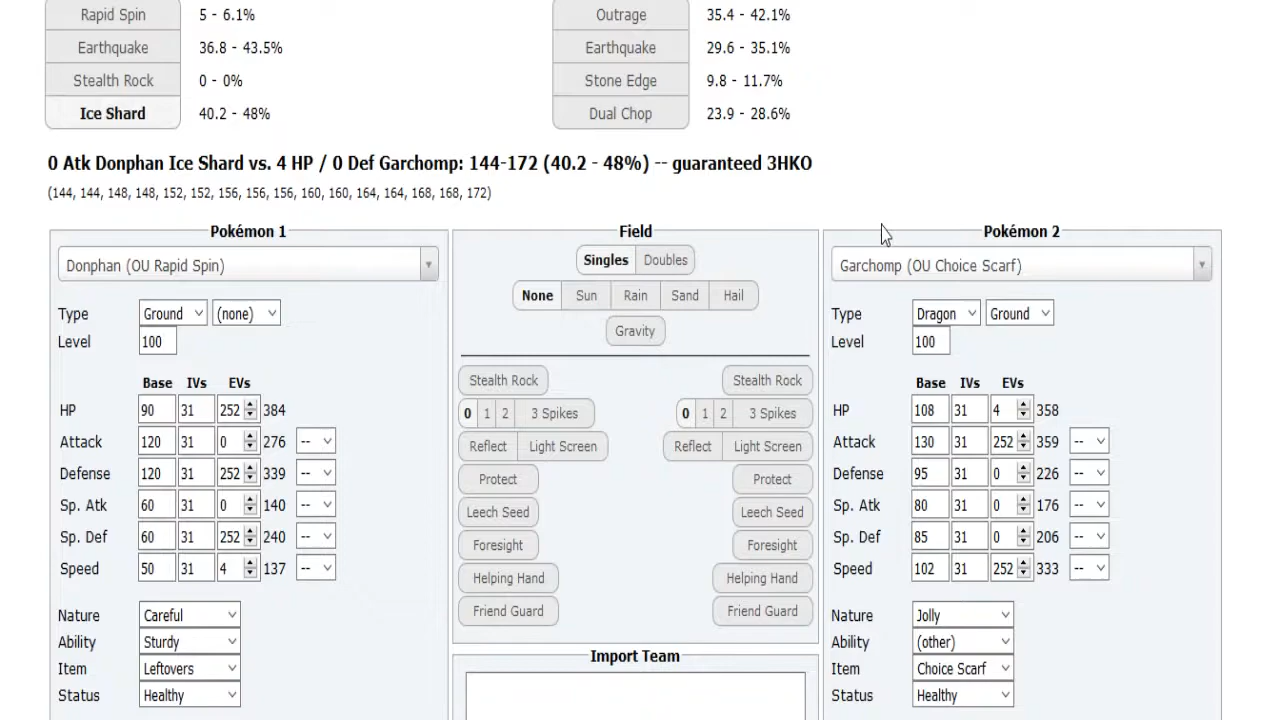 Rapid Spin 5 - 6.1% Outrage 35.4 - 42.1%
Earthquake 36.8 - 43.5% Earthquake 29.6 - 35.1%
Stealth Rock 0 - 0% Stone Edge 9.8 - 11.7%
Ice Shard 40.2 - 48% Dual Chop 23.9 - 28.6%
0 Atk Donphan Ice Shard vs. 4 HP / 0 Def Garchomp: 144-172 (40.2 - 48%) -- guaranteed 3HKO
(144, 144, 148, 148, 152, 152, 156, 156, 156, 160, 160, 164, 164, 168, 168, 172)
Pokémon 1
Donphan (OU Rapid Spin)
Type Ground (none)
Level 100
Base IVs EVs
HP 90 31 252 384
Attack 120 31 0 276 --
Defense 120 31 252 339 --
Sp. Atk 60 31 0 140 --
Sp. Def 60 31 252 240 --
Speed 50 31 4 137 --
Nature Careful
Ability Sturdy
Item Leftovers
Status Healthy
Field
Singles Doubles
None Sun Rain Sand Hail
Gravity
Stealth Rock Stealth Rock
0 1 2 3 Spikes 0 1 2 3 Spikes
Reflect Light Screen Reflect Light Screen
Protect Protect
Leech Seed Leech Seed
Foresight Foresight
Helping Hand Helping Hand
Friend Guard Friend Guard
Import Team
Pokémon 2
Garchomp (OU Choice Scarf)
Type Dragon Ground
Level 100
Base IVs EVs
HP 108 31 4 358
Attack 130 31 252 359 --
Defense 95 31 0 226 --
Sp. Atk 80 31 0 176 --
Sp. Def 85 31 0 206 --
Speed 102 31 252 333 --
Nature Jolly
Ability (other)
Item Choice Scarf
Status Healthy